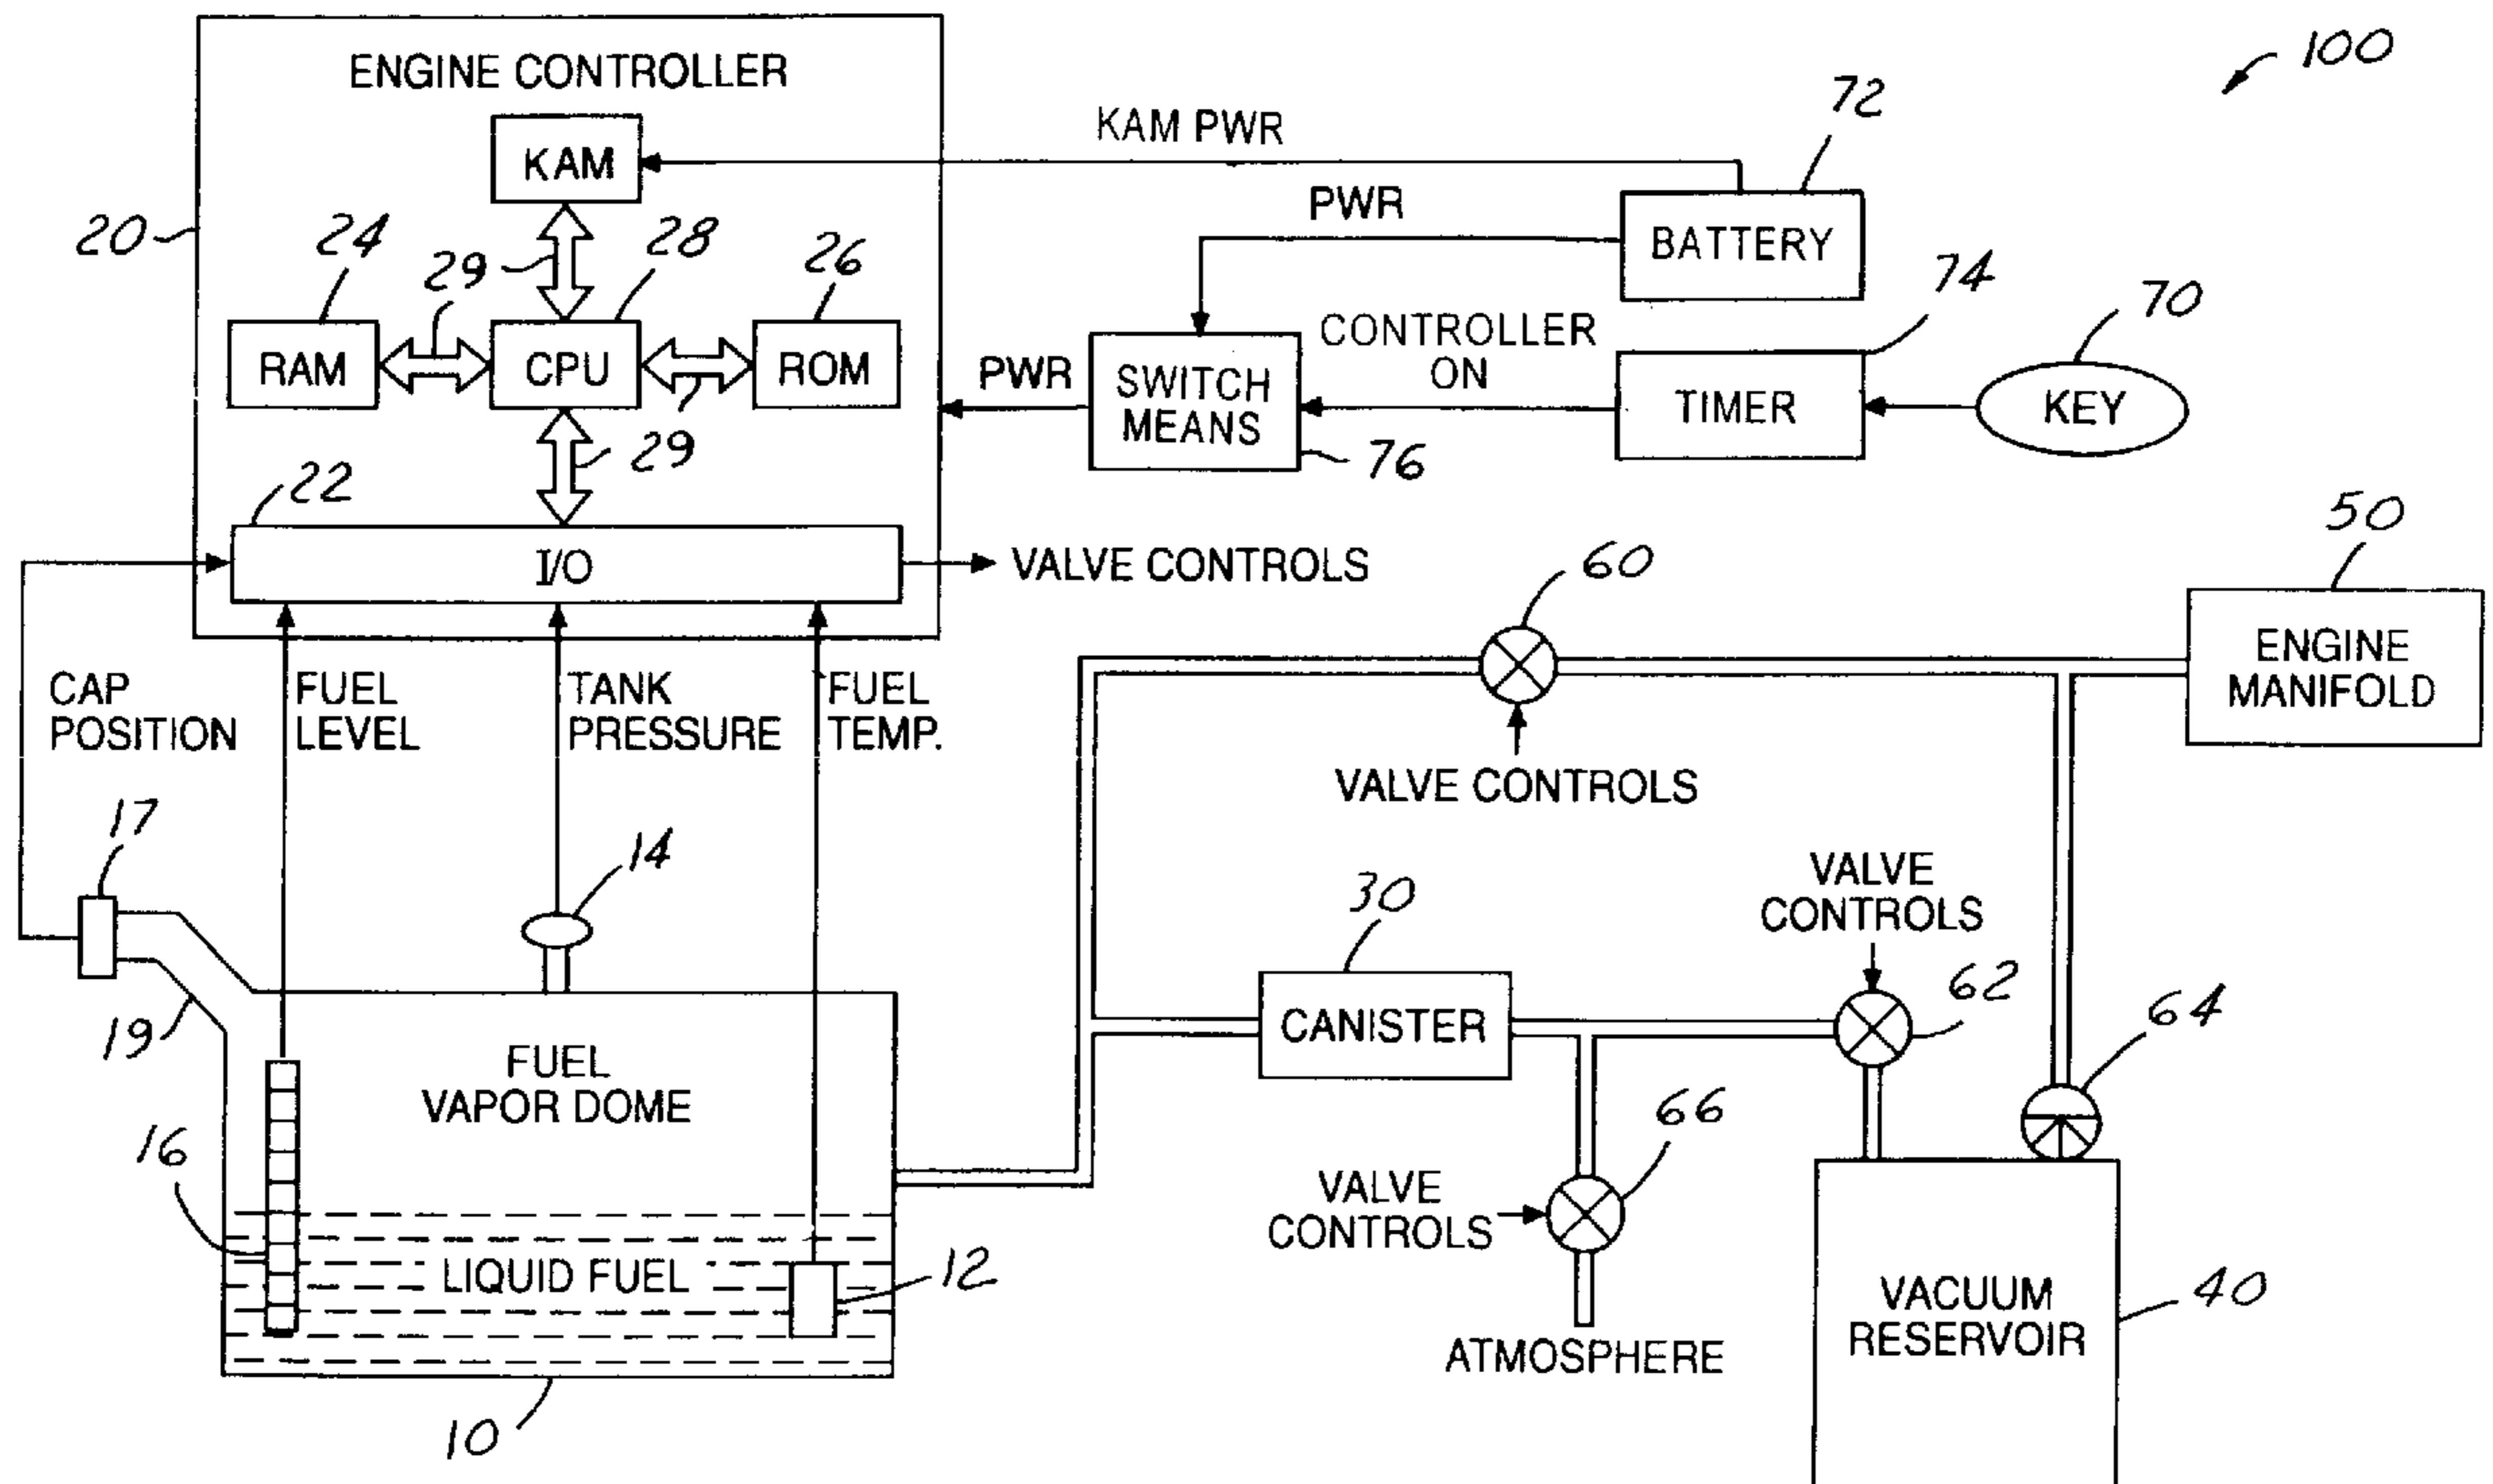 100
ENGINE CONTROLLER
72
KAM PWR
KAM
PWR
20
24
29
28
26
BATTERY
74
70
RAM
CPU
ROM
PWR
SWITCH
MEANS
CONTROLLER
ON
TIMER
KEY
29
76
22
50
I/O
VALVE CONTROLS
60
ENGINE
MANIFOLD
CAP
POSITION
FUEL
LEVEL
TANK
PRESSURE
FUEL
TEMP.
VALVE CONTROLS
17
14
30
VALVE
CONTROLS
62
64
19
CANISTER
FUEL
VAPOR DOME
66
16
VALVE
CONTROLS
LIQUID FUEL
12
VACUUM
RESERVOIR
40
ATMOSPHERE
10